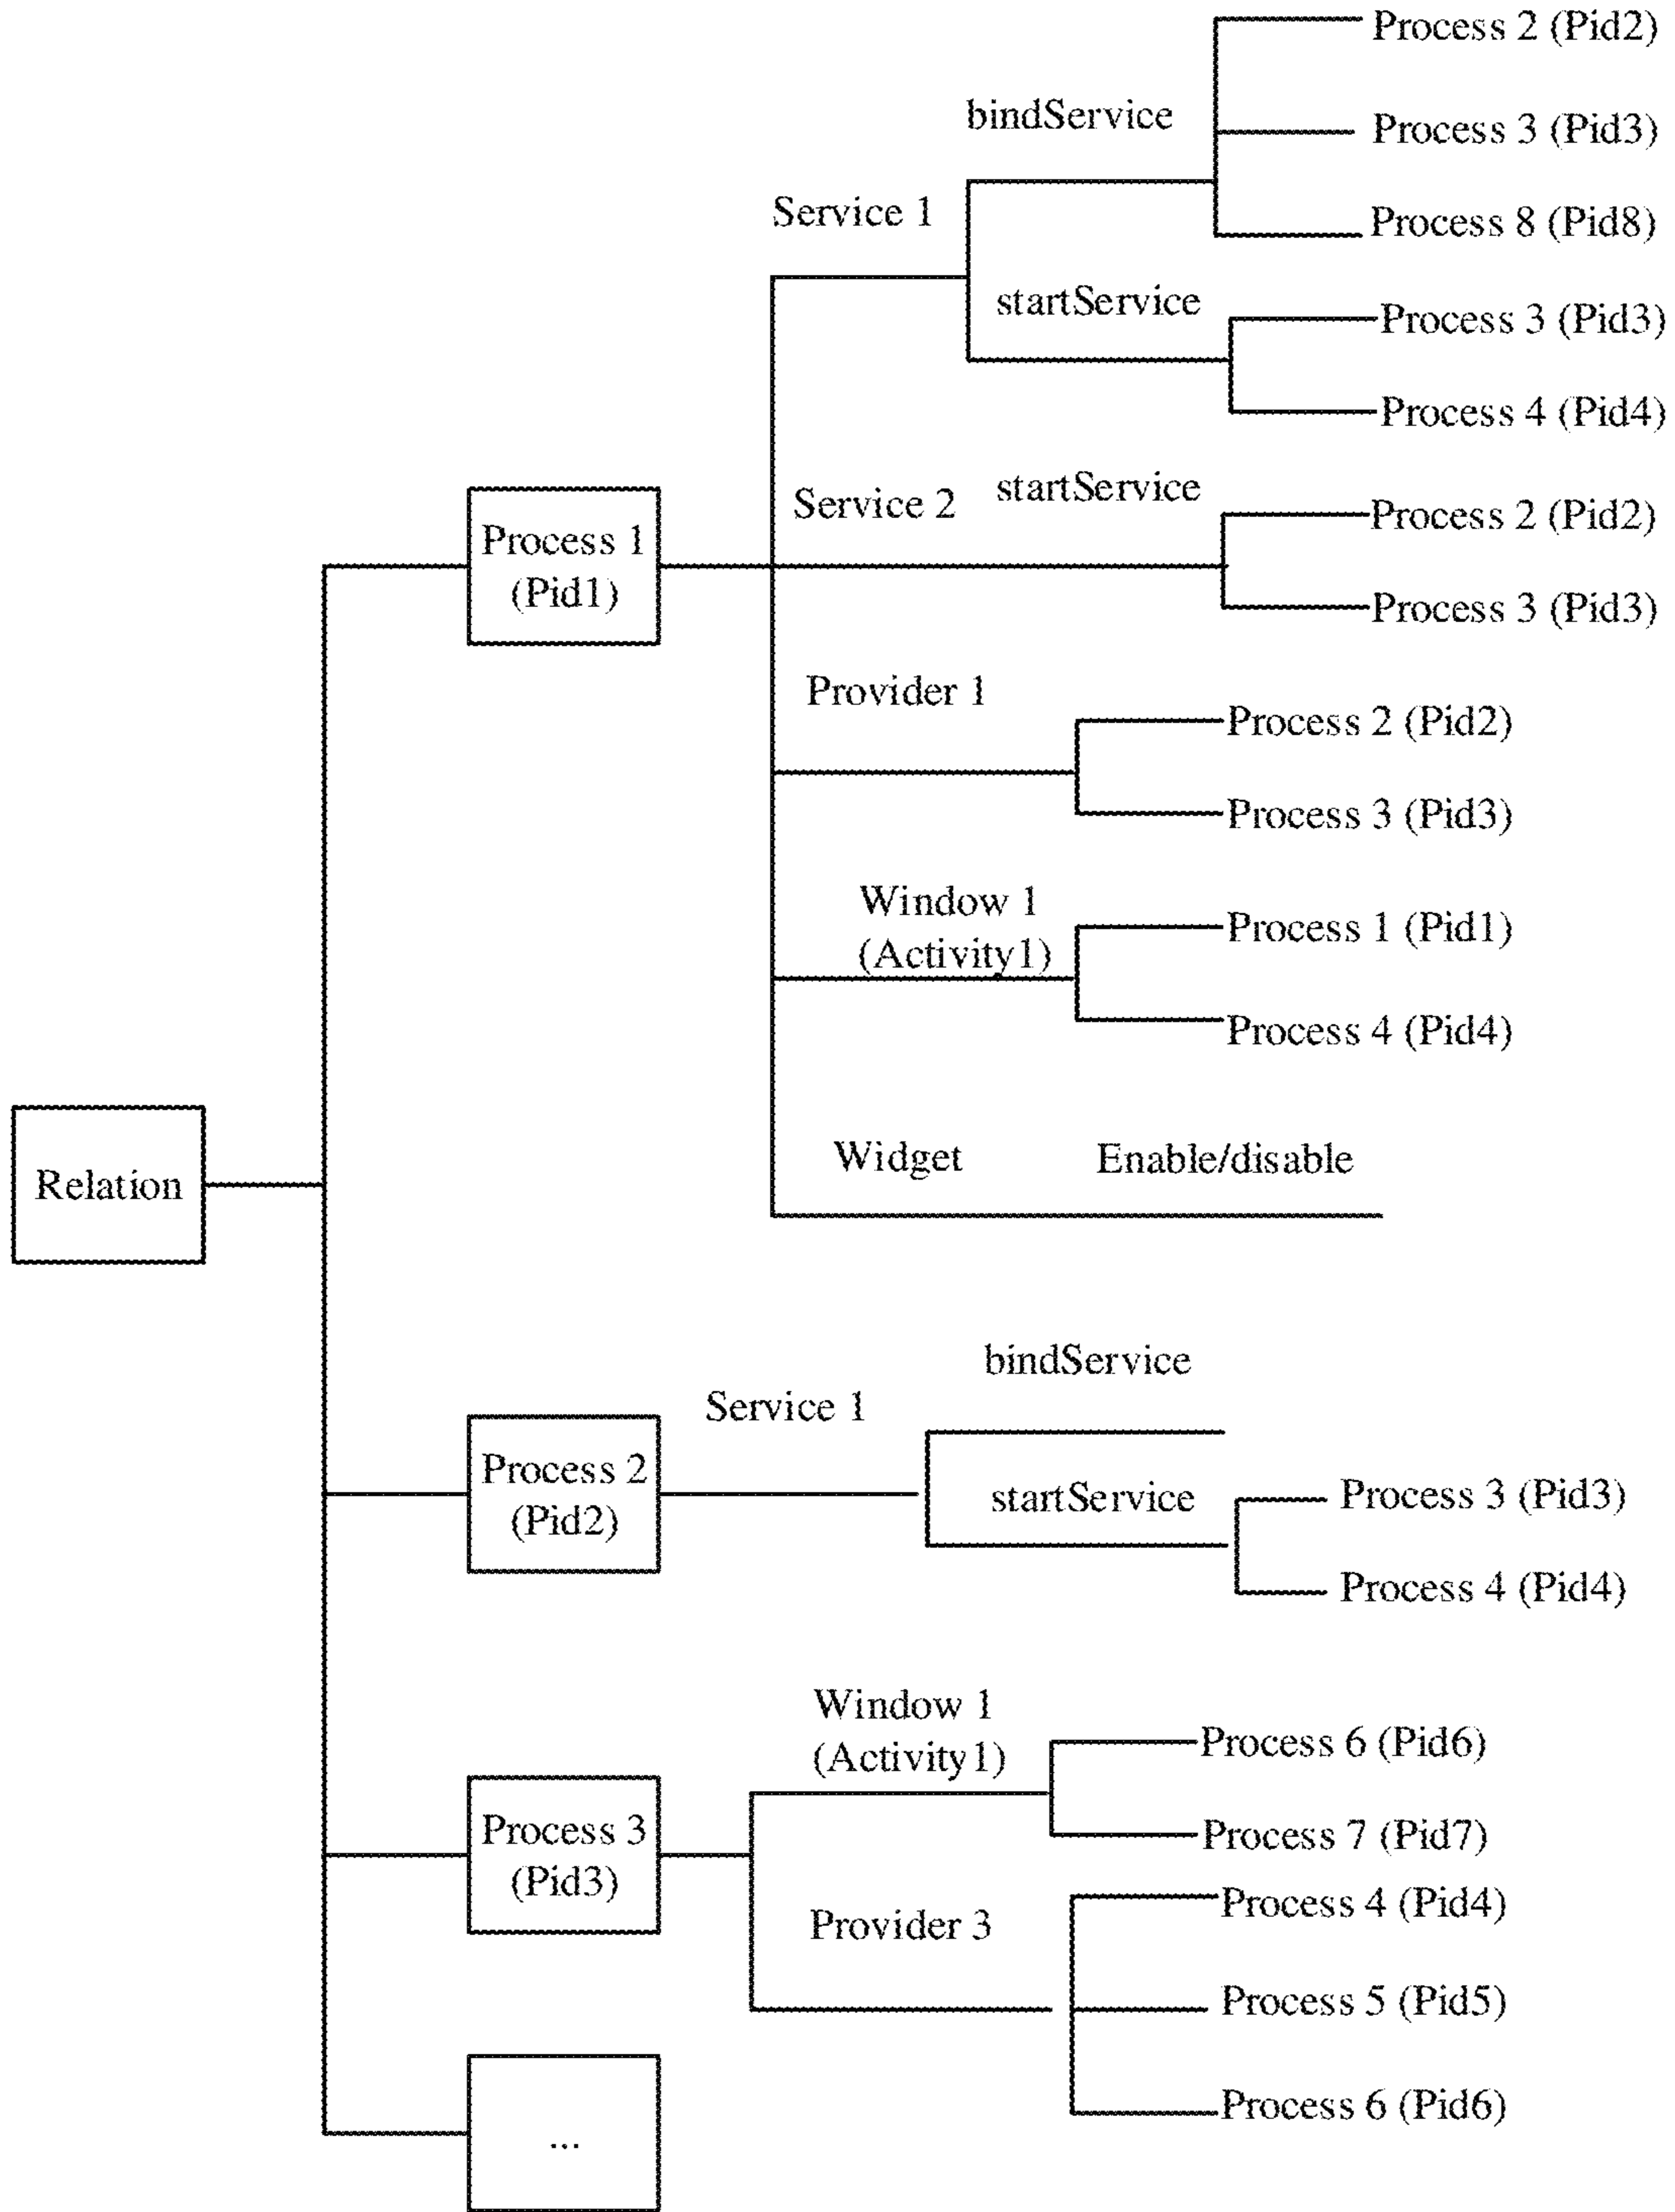 Process 2 (Pid2)
bindService
Process 3 (Pid3)
Service 1
Process 8 (Pid8)
startService
Process 3 (Pid3)
Process 4 (Pid4)
Process 1
(Pid1)
Service 2
startService
Process 2 (Pid2)
Process 3 (Pid3)
Provider 1
Process 2 (Pid2)
Process 3 (Pid3)
Window 1
(Activity1)
Process 1 (Pid1)
Process 4 (Pid4)
Widget
Enable/disable
Relation
bindService
Service 1
Process 2
(Pid2)
startService
Process 3 (Pid3)
Process 4 (Pid4)
Window 1
(Activity1)
Process 6 (Pid6)
Process 7 (Pid7)
Process 3
(Pid3)
Provider 3
Process 4 (Pid4)
Process 5 (Pid5)
Process 6 (Pid6)
...